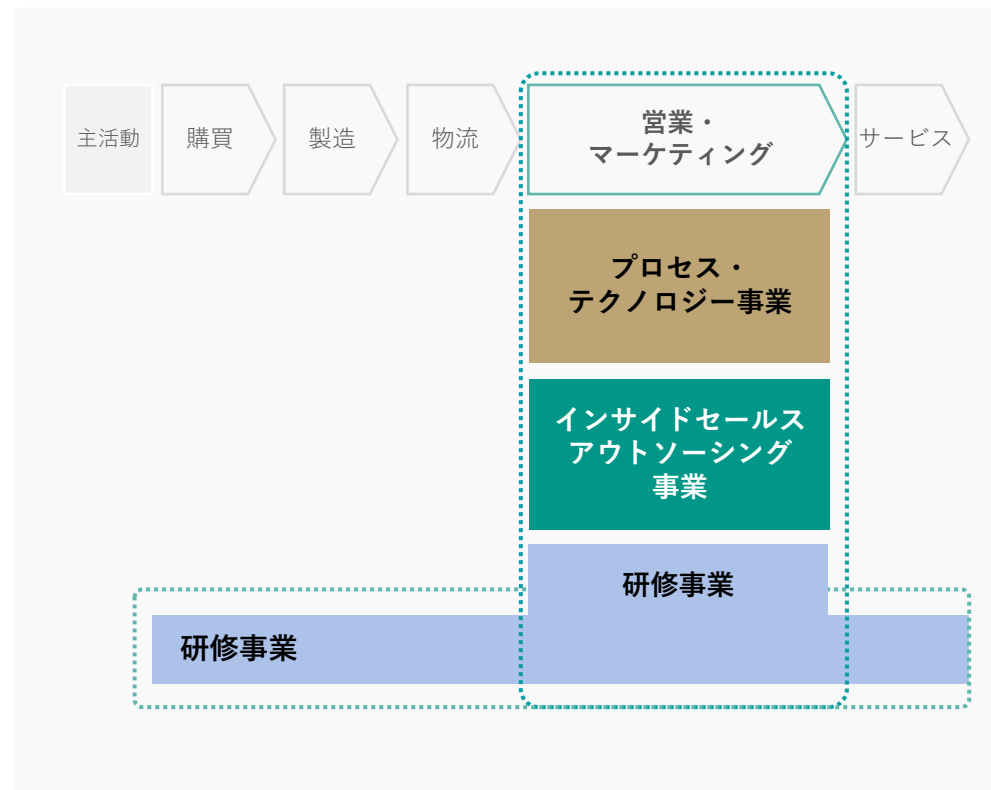 主活動
購買
製造
物流
営業・
マーケティング
サービス
プロセス・
テクノロジー事業
インサイドセールス
アウトソーシング
事業
研修事業
研修事業